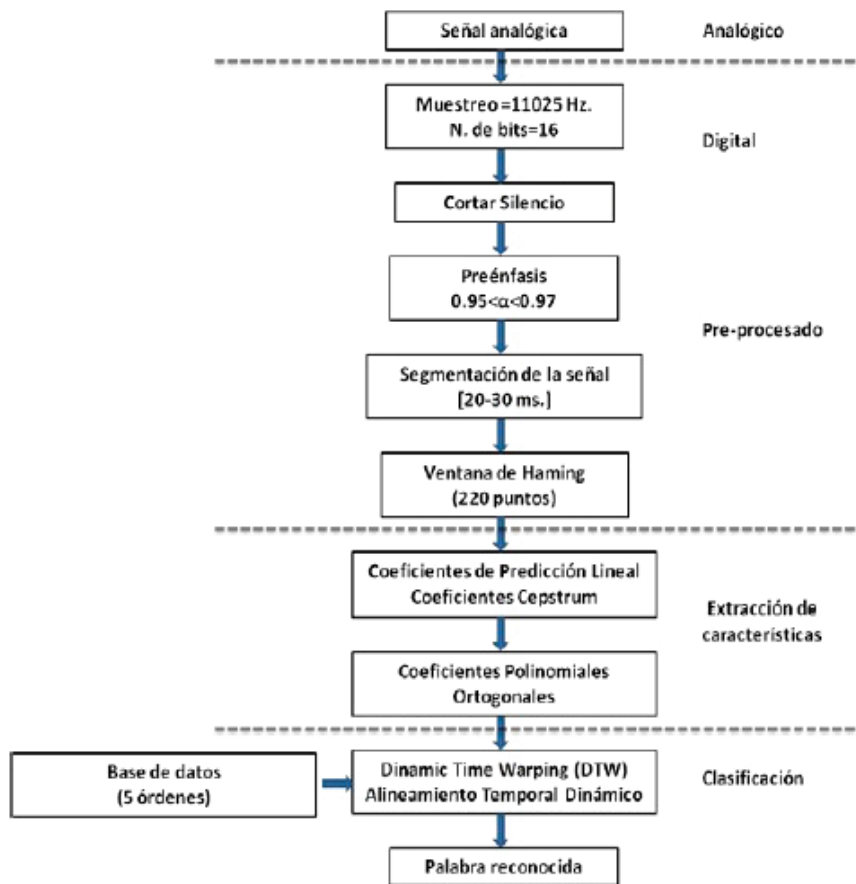 Señal analógica
Analógico
Muestreo =11025 Hz.
N. de bits=16
Digital
Cortar Silencio
Preénfasis
0.95<α<0.97
Pre-procesado
Segmentación de la señal
[20-30 ms.]
Ventana de Haming
(220 puntos)
Coeficientes de Predicción Lineal
Coeficientes Cepstrum
Extracción de
características
Coeficientes Polinomiales
Ortogonales
Base de datos
(5 órdenes)
Dinamic Time Warping (DTW)
Alineamiento Temporal Dinámico
Clasificación
Palabra reconocida